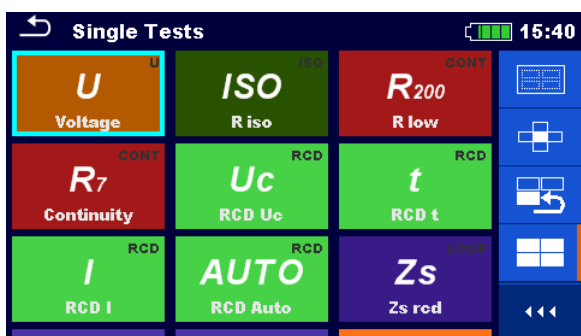 Single Tests
15:40
U
U
Voltage
ISO
ISO
R iso
CONT
R200
R low
CONT
R7
Continuity
RCD
Uc
RCD Uc
RCD
t
RCD t
RCD
I
RCD I
RCD
AUTO
RCD Auto
Zs
Zs rcd